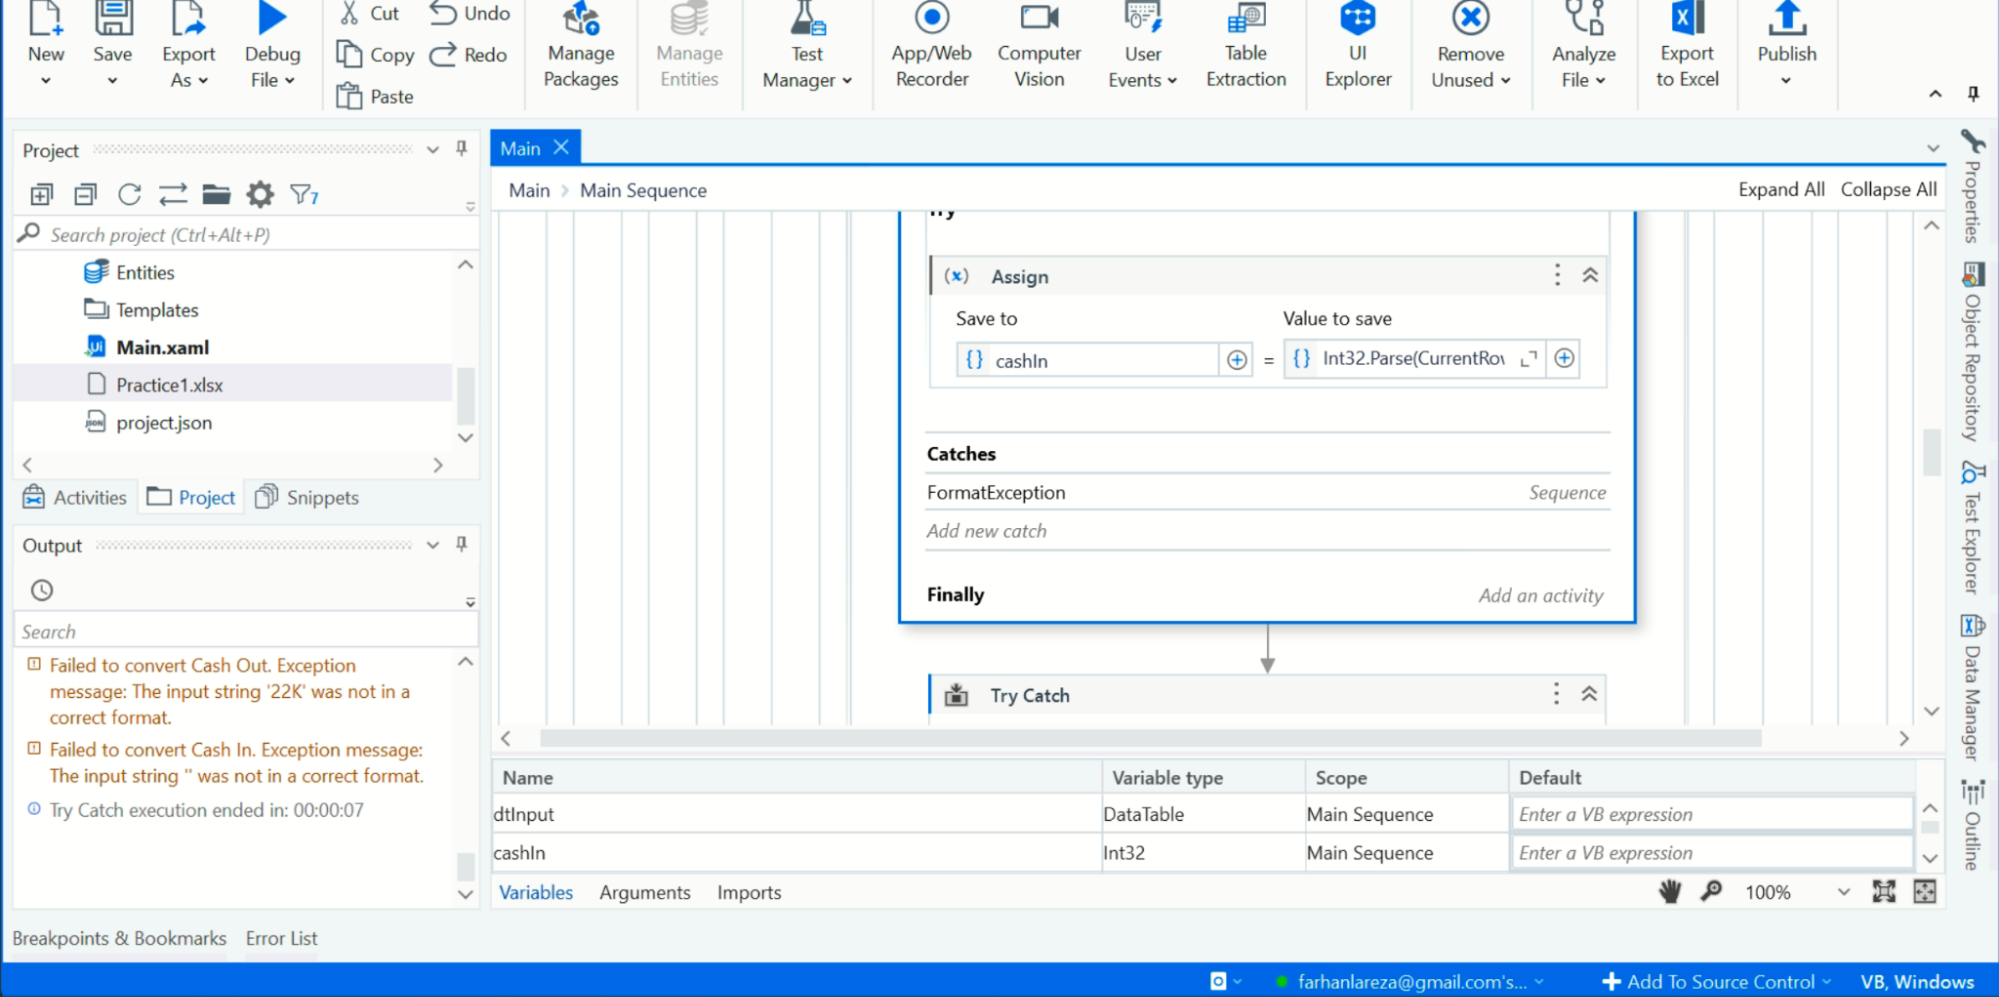 New
Save
Export
As
Debug
File
Cut
Copy
Paste
Undo
Redo
Manage
Packages
Manage
Entities
Test
Manager
App/Web
Recorder
Computer
Vision
User
Events
Table
Extraction
UI
Explorer
Remove
Unused
Analyze
File
Export
to Excel
Publish
Project
7
Search project (Ctrl+Alt+P)
Entities
Templates
Main.xaml
Practice1.xlsx
project.json
Activities
Project
Snippets
Output
Search
Failed to convert Cash Out. Exception
message: The input string '22K' was not in a
correct format.
Failed to convert Cash In. Exception message:
The input string '' was not in a correct format.
Try Catch execution ended in: 00:00:07
Breakpoints & Bookmarks Error List
Main
Main > Main Sequence
Expand All Collapse All
Try
(x) Assign
Save to
Value to save
{} cashIn
=
{} Int32.Parse(CurrentRow
Catches
FormatException Sequence
Add new catch
Finally Add an activity
Try Catch
Name Variable type Scope Default
dtInput DataTable Main Sequence Enter a VB expression
cashIn Int32 Main Sequence Enter a VB expression
Variables Arguments Imports
100%
Properties
Object Repository
Test Explorer
Data Manager
Outline
farhanlareza@gmail.com's...
Add To Source Control
VB, Windows